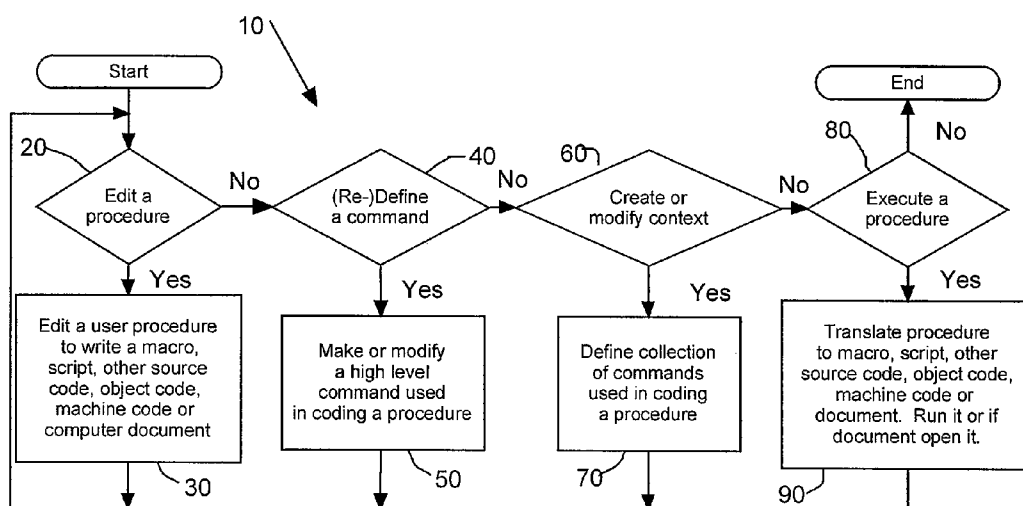 10
Start
End
20
40
60
80
No
Edit a
procedure
No
(Re-)Define
a command
No
Create or
modify context
No
Execute a
procedure
Yes
Yes
Yes
Yes
Edit a user procedure
to write a macro,
script, other source
code, object code,
machine code or
computer document
Make or modify
a high level
command used
in coding a procedure
Define collection
of commands
used in coding
a procedure
Translate procedure
to macro, script, other
source code, object code,
machine code or
document. Run it or if
document open it.
30
50
70
90